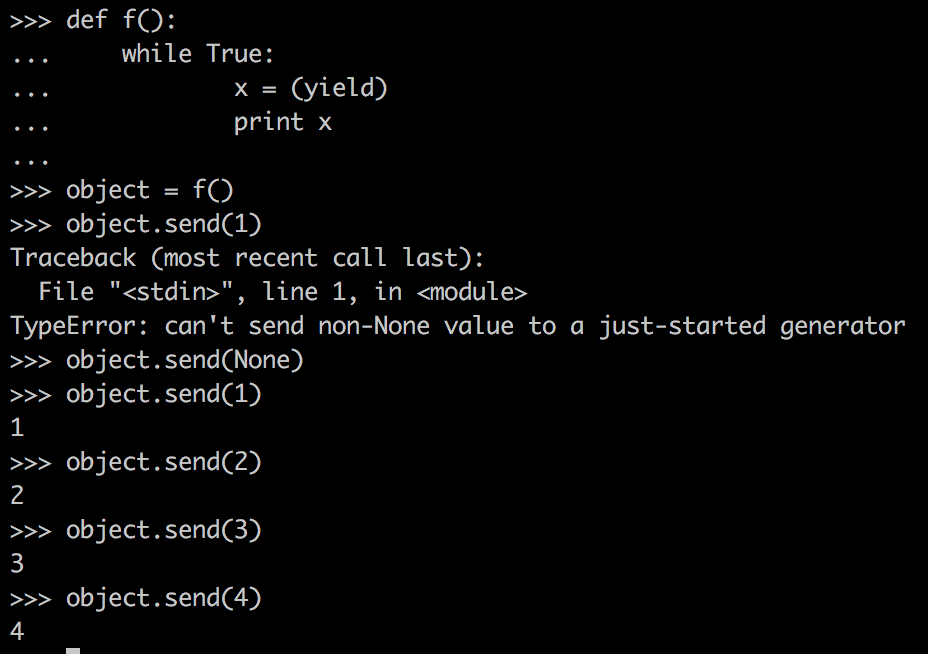 >>> def f():
...     while True:
...             x = (yield)
...             print x
...
>>> object = f()
>>> object.send(1)
Traceback (most recent call last):
  File "<stdin>", line 1, in <module>
TypeError: can't send non-None value to a just-started generator
>>> object.send(None)
>>> object.send(1)
1
>>> object.send(2)
2
>>> object.send(3)
3
>>> object.send(4)
4